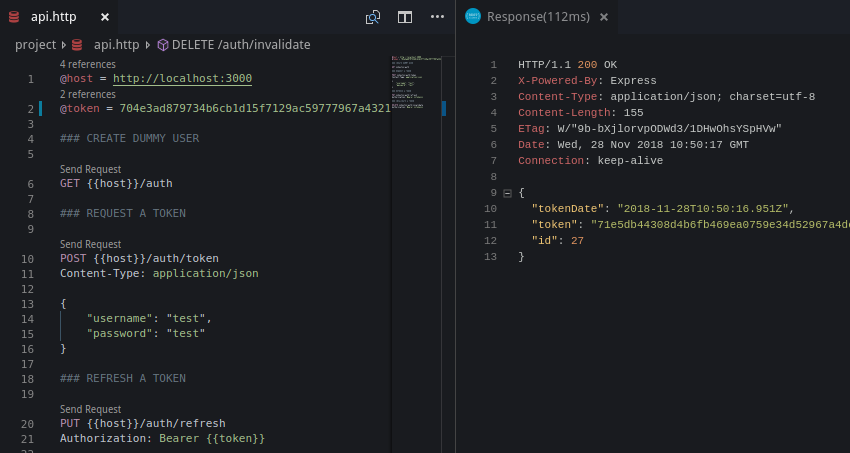 api.http
project api.http DELETE /auth/invalidate
4 references
1 @host = http://localhost:3000
2 references
2 @token = 704e3ad879734b6cb1d15f7129ac59777967a4321
3
4 ### CREATE DUMMY USER
5
Send Request
6 GET {{host}}/auth
7
8 ### REQUEST A TOKEN
9
Send Request
10 POST {{host}}/auth/token
11 Content-Type: application/json
12
13 {
14 "username": "test",
15 "password": "test"
16 }
17
18 ### REFRESH A TOKEN
19
Send Request
20 PUT {{host}}/auth/refresh
21 Authorization: Bearer {{token}}
Response(112ms)
1 HTTP/1.1 200 OK
2 X-Powered-By: Express
3 Content-Type: application/json; charset=utf-8
4 Content-Length: 155
5 ETag: W/"9b-bXjlorvpODWd3/1DHwOhsYSpHVw"
6 Date: Wed, 28 Nov 2018 10:50:17 GMT
7 Connection: keep-alive
8
9 {
10 "tokenDate": "2018-11-28T10:50:16.951Z",
11 "token": "71e5db44308d4b6fb469ea0759e34d52967a4d
12 "id": 27
13 }